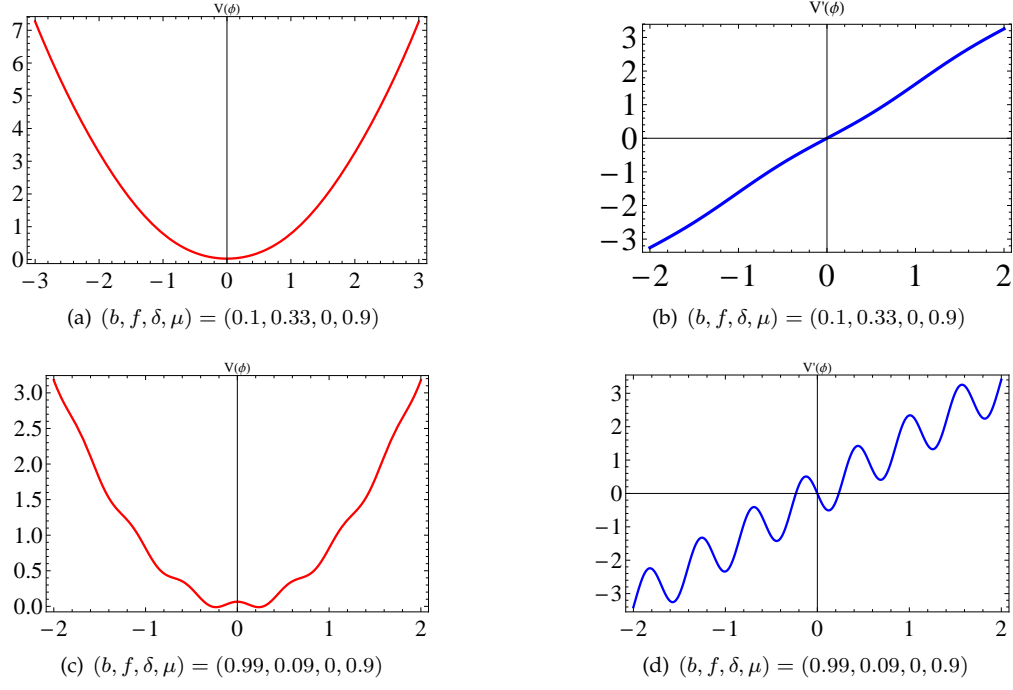 V(ϕ)
7
6
5
4
3
2
1
0
−3 −2 −1 0 1 2 3
(a) (b, f, δ, μ) = (0.1, 0.33, 0, 0.9)
V'(ϕ)
3
2
1
0
−1
−2
−3
−2 −1 0 1 2
(b) (b, f, δ, μ) = (0.1, 0.33, 0, 0.9)
V(ϕ)
3.0
2.5
2.0
1.5
1.0
0.5
0.0
−2 −1 0 1 2
(c) (b, f, δ, μ) = (0.99, 0.09, 0, 0.9)
V'(ϕ)
3
2
1
0
−1
−2
−3
−2 −1 0 1 2
(d) (b, f, δ, μ) = (0.99, 0.09, 0, 0.9)